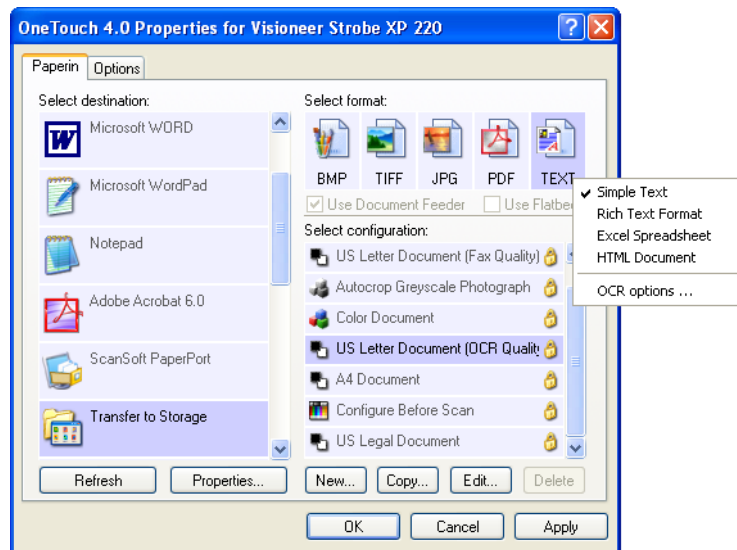 OneTouch 4.0 Properties for Visioneer Strobe XP 220
Paperin
Options
Select destination:
Microsoft WORD
Microsoft WordPad
Notepad
Adobe Acrobat 6.0
ScanSoft PaperPort
Transfer to Storage
Refresh
Properties...
Select format:
BMP
TIFF
JPG
PDF
TEXT
Use Document Feeder
Use Flatbe
Simple Text
Rich Text Format
Excel Spreadsheet
HTML Document
OCR options ...
Select configuration:
US Letter Document (Fax Quality)
Autocrop Greyscale Photograph
Color Document
US Letter Document (OCR Quality
A4 Document
Configure Before Scan
US Legal Document
New...
Copy...
Edit...
Delete
OK
Cancel
Apply